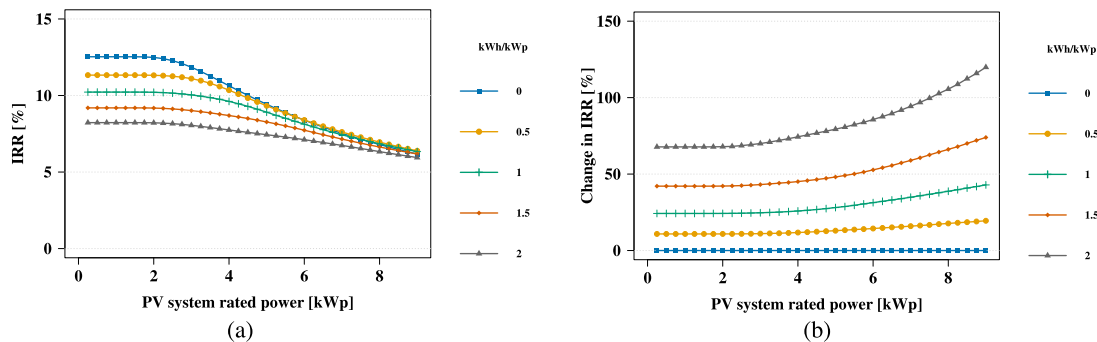 15
10
5
0
IRR [%]
0 2 4 6 8
PV system rated power [kWp]
kWh/kWp
0
0.5
1
1.5
2
(a)
150
100
50
0
Change in IRR [%]
0 2 4 6 8
PV system rated power [kWp]
kWh/kWp
0
0.5
1
1.5
2
(b)